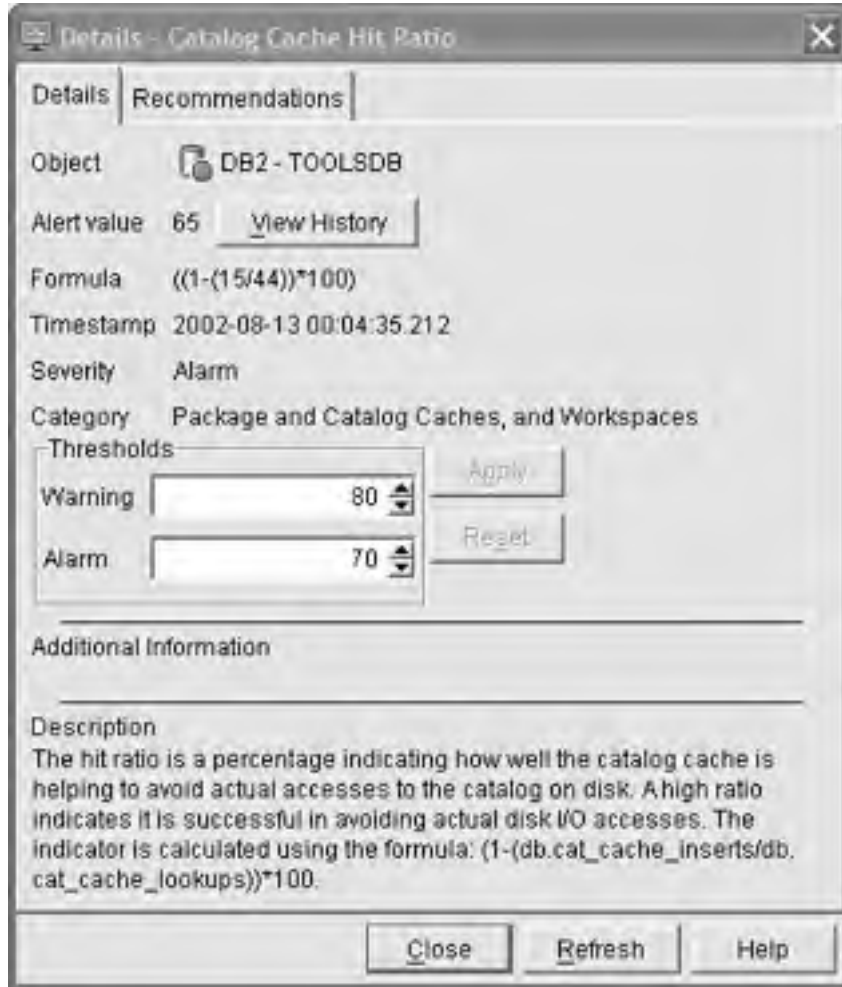 Details - Catalog Cache Hit Ratio
Details Recommendations
Object DB2 - TOOLSDB
Alert value 65 View History
Formula ((1-(15/44))*100)
Timestamp 2002-08-13 00:04:35.212
Severity Alarm
Category Package and Catalog Caches, and Workspaces
Thresholds
Warning 80 Apply
Alarm 70 Reset
Additional Information
Description
The hit ratio is a percentage indicating how well the catalog cache is
helping to avoid actual accesses to the catalog on disk. A high ratio
indicates it is successful in avoiding actual disk I/O accesses. The
indicator is calculated using the formula: (1-(db.cat_cache_inserts/db.
cat_cache_lookups))*100.
Close Refresh Help